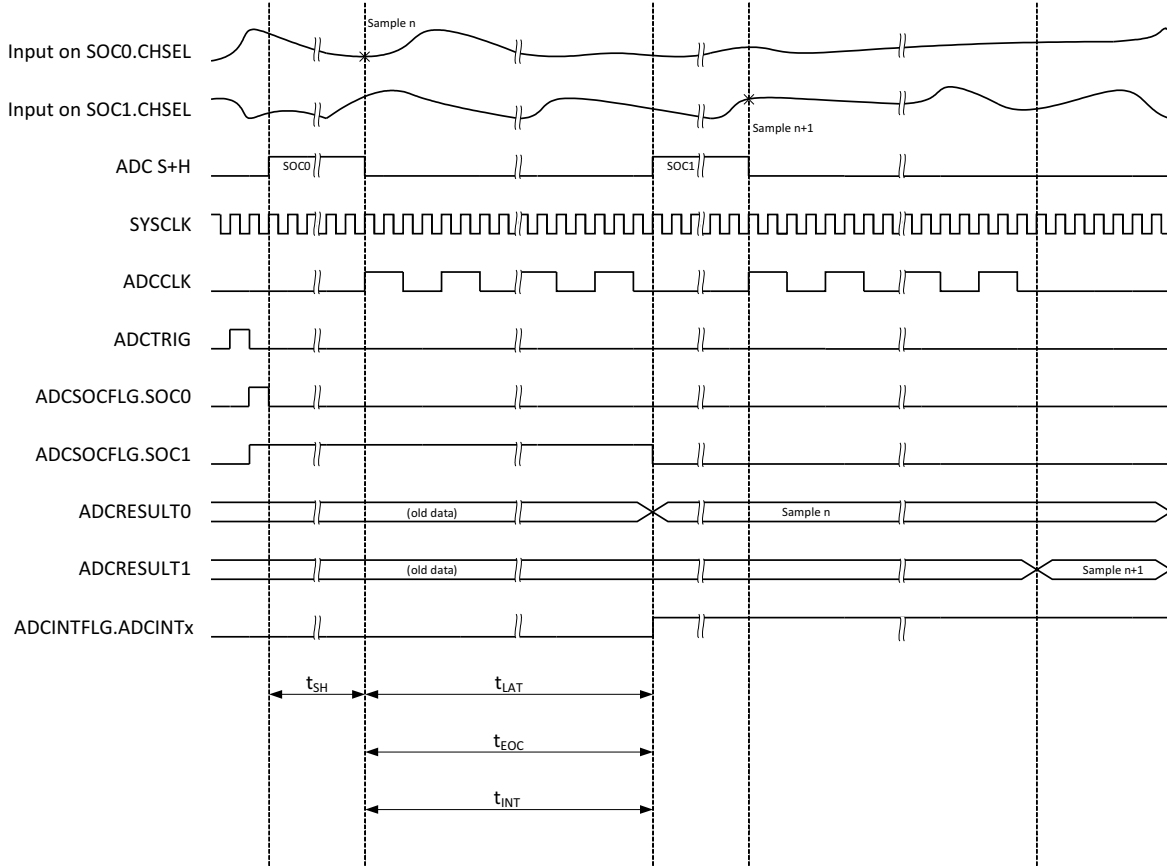 Sample n
Input on SOC0.CHSEL
Input on SOC1.CHSEL
Sample n+1
ADC S+H
SOC0
SOC1
SYSCLK
ADCCLK
ADCTRIG
ADCSOCFLG.SOC0
ADCSOCFLG.SOC1
ADCRESULT0
(old data)
Sample n
ADCRESULT1
(old data)
Sample n+1
ADCINTFLG.ADCINTx
tSH
tLAT
tEOC
tINT